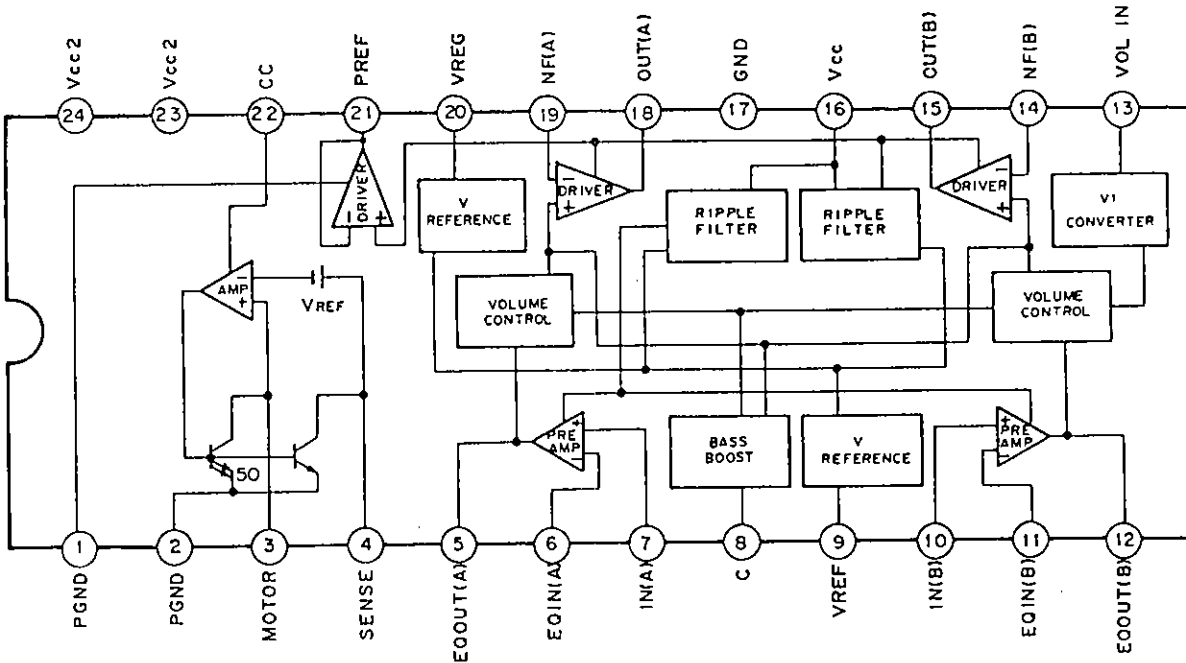 Vcc2
Vcc2
CC
PREF
VREG
NF(A)
OUT(A)
GND
Vcc
OUT(B)
NF(B)
VOL IN
24
23
22
21
20
19
18
17
16
15
14
13
DRIVER
-
+
V
REFERENCE
-
DRIVER
+
RIPPLE
FILTER
RIPPLE
FILTER
-
DRIVER
+
V1
CONVERTER
-
AMP
+
VREF
VOLUME
CONTROL
VOLUME
CONTROL
50
+
PRE
AMP
-
BASS
BOOST
V
REFERENCE
+
PRE
AMP
-
1
2
3
4
5
6
7
8
9
10
11
12
PGND
PGND
MOTOR
SENSE
EQOUT(A)
EQIN(A)
IN(A)
C
VREF
IN(B)
EQIN(B)
EQOUT(B)